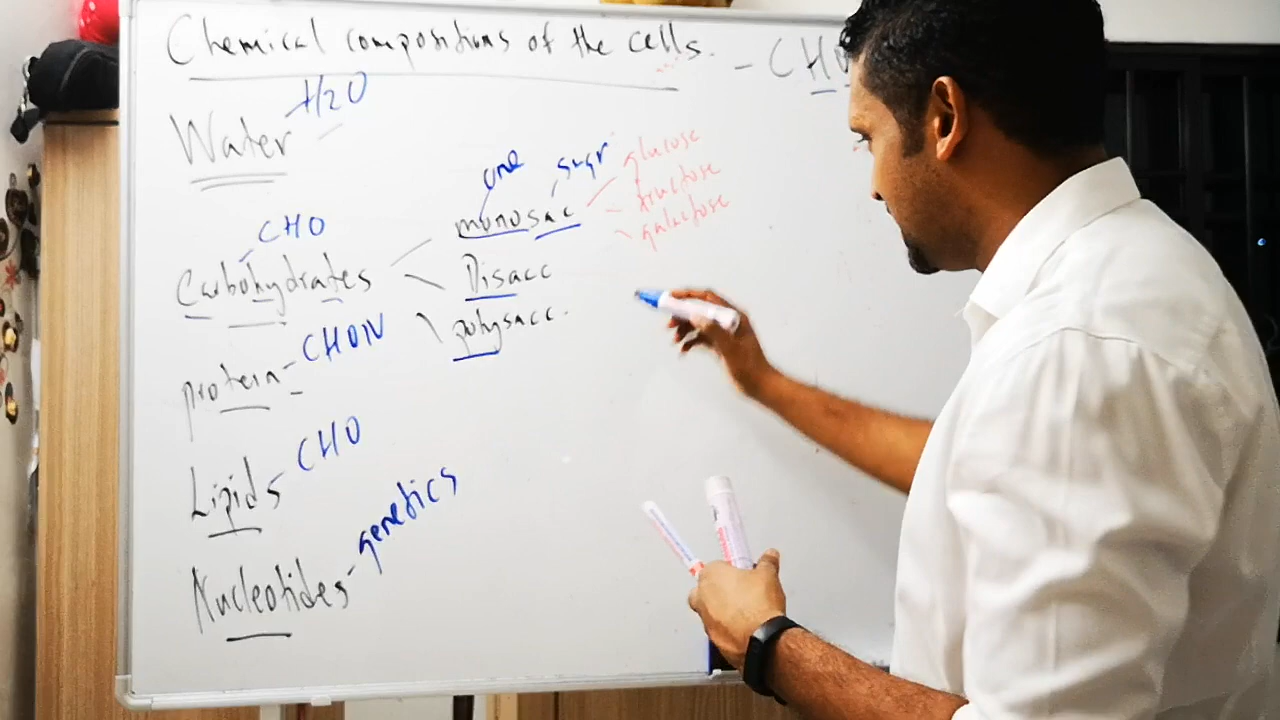 Chemical compositions of the cells.
- CHO
Water H2O
one sugr
monosac glucose
fructose
galactose
CHO
Carbohydrates Disacc
polysacc.
protein - CHON
Lipids - CHO
Nucleotides - genetics